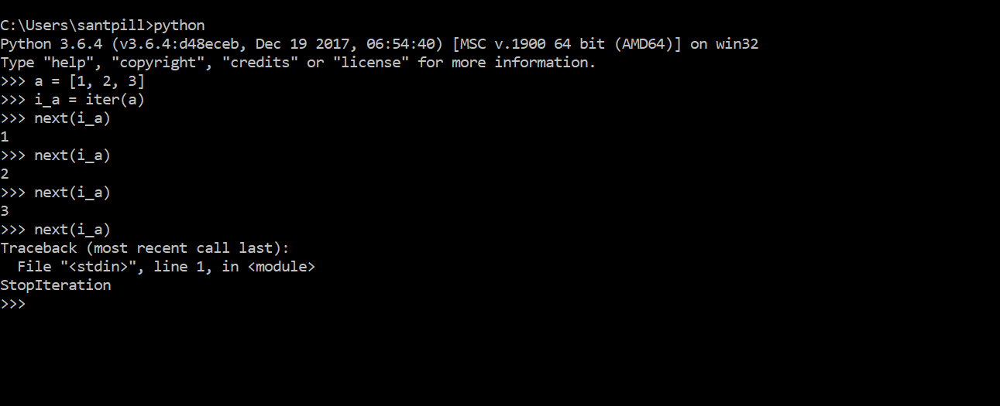 C:\Users\santpill>python
Python 3.6.4 (v3.6.4:d48eceb, Dec 19 2017, 06:54:40) [MSC v.1900 64 bit (AMD64)] on win32
Type "help", "copyright", "credits" or "license" for more information.
>>> a = [1, 2, 3]
>>> i_a = iter(a)
>>> next(i_a)
1
>>> next(i_a)
2
>>> next(i_a)
3
>>> next(i_a)
Traceback (most recent call last):
  File "<stdin>", line 1, in <module>
StopIteration
>>>